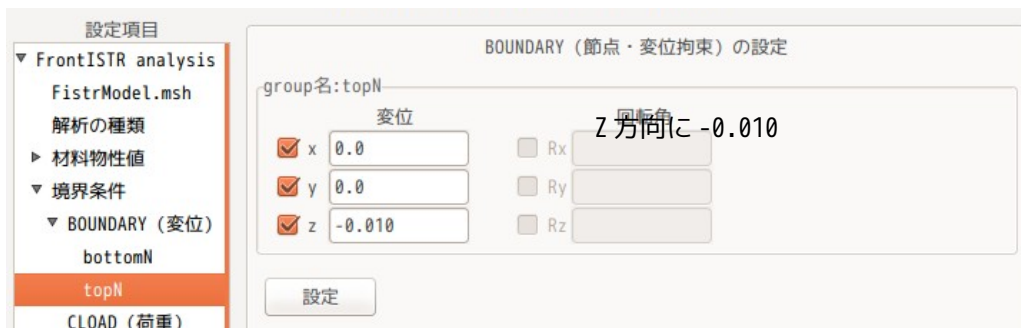 設定項目
▼ FrontISTR analysis
FistrModel.msh
解析の種類
▶ 材料物性値
▼ 境界条件
▼ BOUNDARY (変位)
bottomN
topN
CLOAD (荷重)
BOUNDARY (節点・変位拘束) の設定
group名:topN
変位 回転角
Z 方向に -0.010
x 0.0 Rx
y 0.0 Ry
z -0.010 Rz
設定